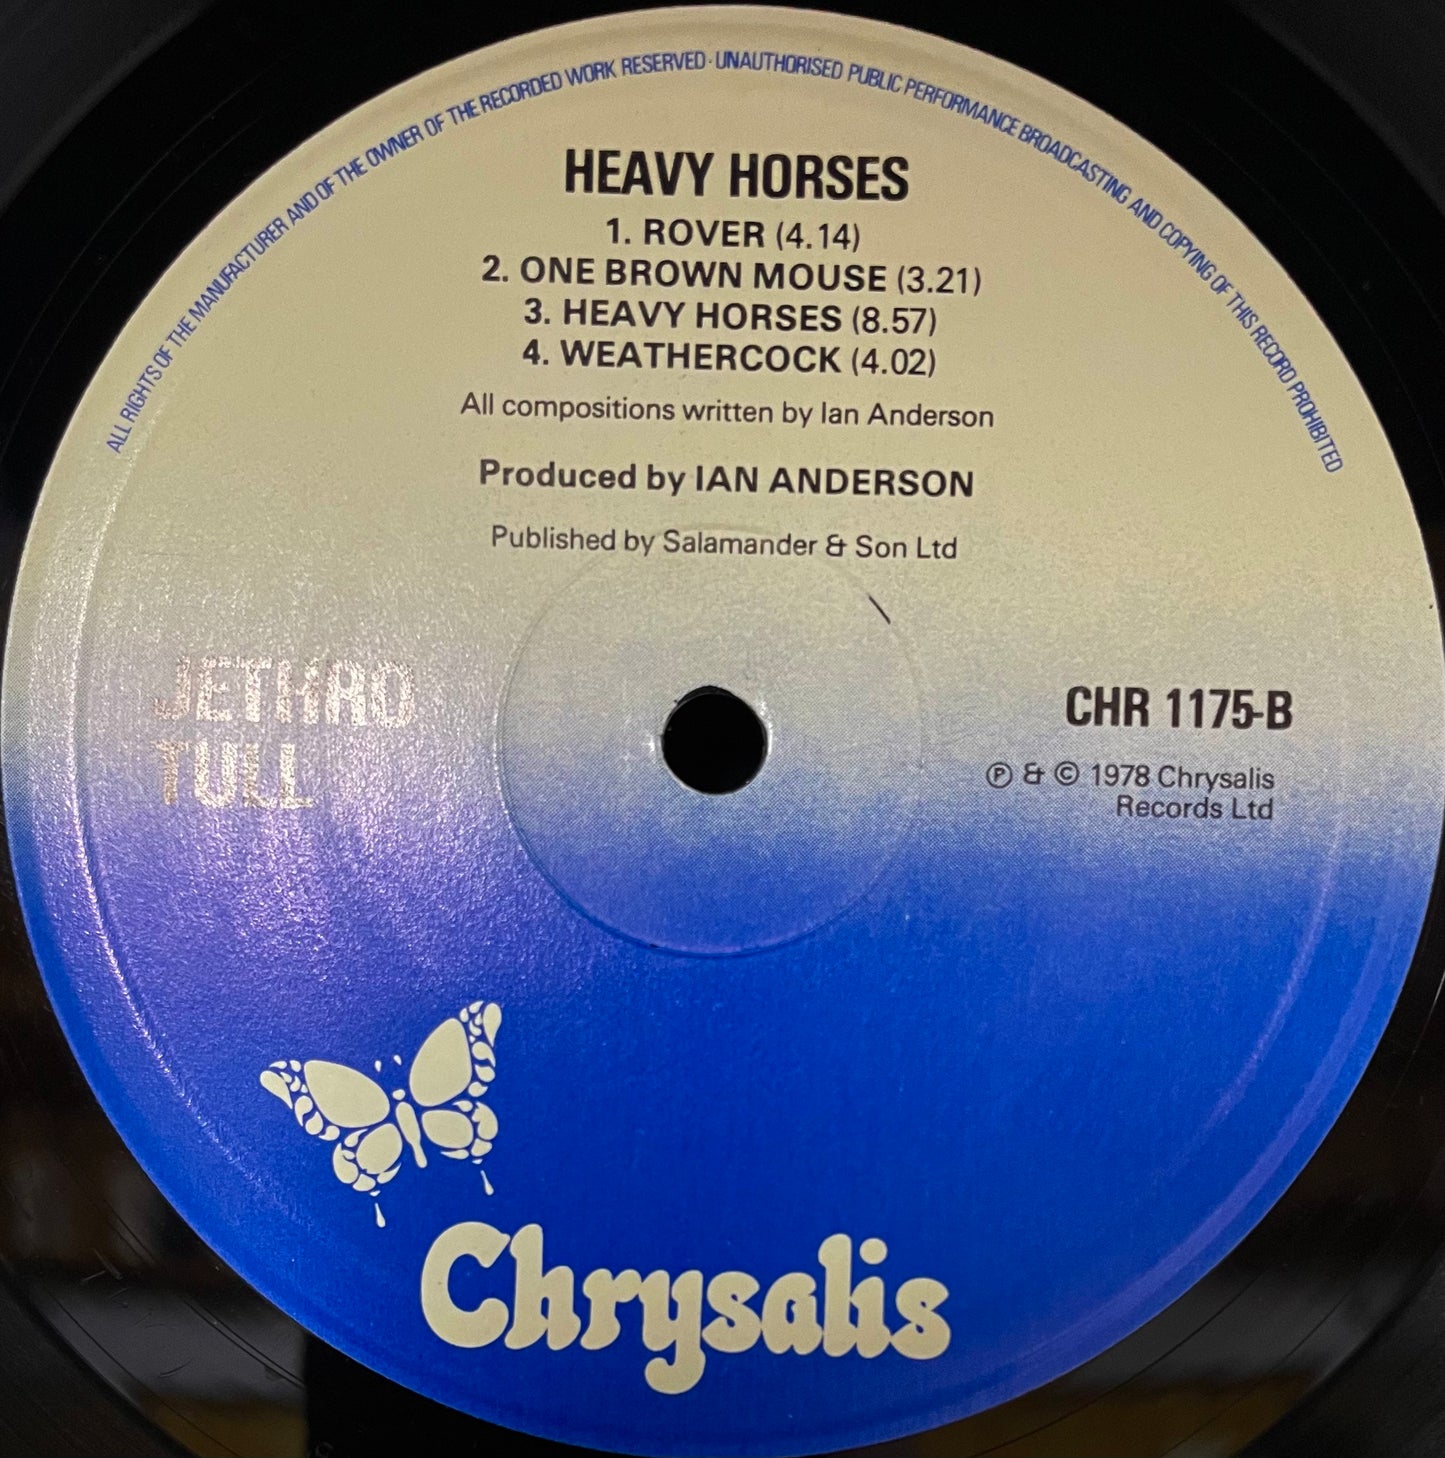 ALL RIGHTS OF THE MANUFACTURER AND OF THE OWNER OF THE RECORDED WORK RESERVED · UNAUTHORISED PUBLIC PERFORMANCE BROADCASTING AND COPYING OF THIS RECORD PROHIBITED
HEAVY HORSES
1. ROVER (4.14)
2. ONE BROWN MOUSE (3.21)
3. HEAVY HORSES (8.57)
4. WEATHERCOCK (4.02)
All compositions written by Ian Anderson
Produced by IAN ANDERSON
Published by Salamander & Son Ltd
JETHRO
TULL
CHR 1175-B
Ⓟ & © 1978 Chrysalis
Records Ltd
Chrysalis